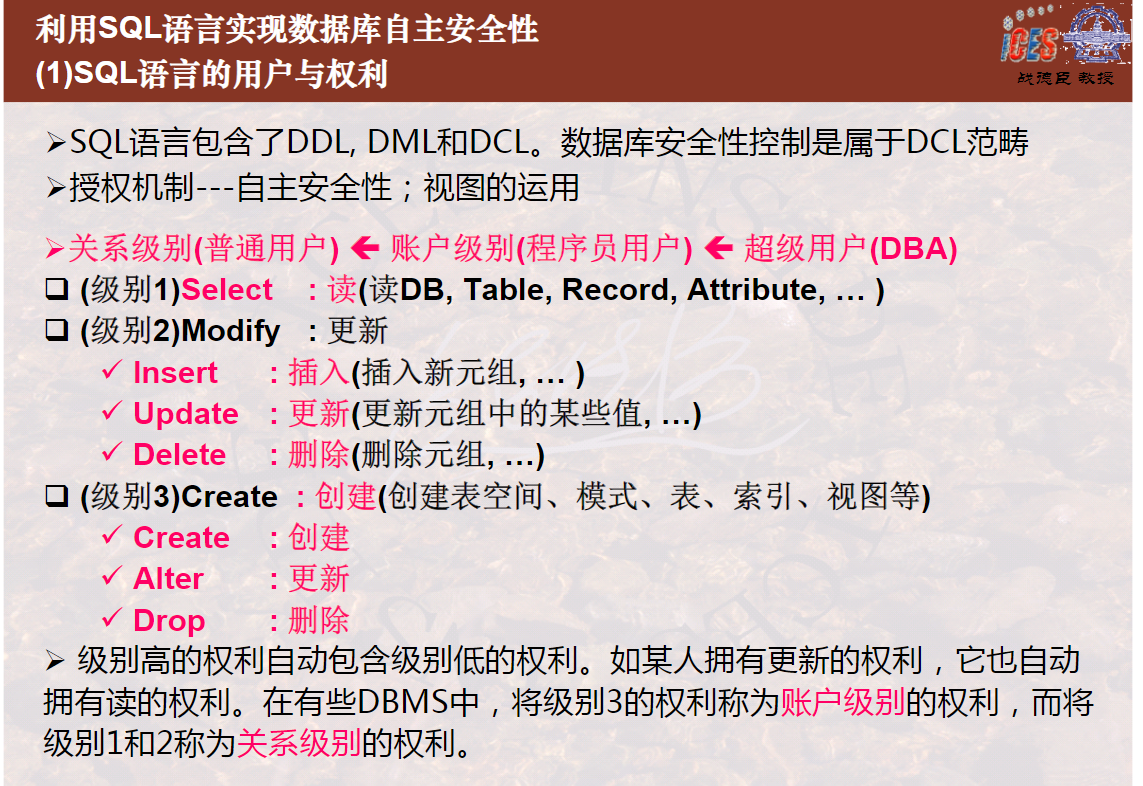 利用SQL语言实现数据库自主安全性
(1)SQL语言的用户与权利
iCES
战德臣 教授
➢SQL语言包含了DDL, DML和DCL。数据库安全性控制是属于DCL范畴
➢授权机制---自主安全性；视图的运用
➢关系级别(普通用户) 🡸 账户级别(程序员用户) 🡸 超级用户(DBA)
❑ (级别1)Select : 读(读DB, Table, Record, Attribute, … )
❑ (级别2)Modify : 更新
✓ Insert : 插入(插入新元组, … )
✓ Update : 更新(更新元组中的某些值, …)
✓ Delete : 删除(删除元组, …)
❑ (级别3)Create : 创建(创建表空间、模式、表、索引、视图等)
✓ Create : 创建
✓ Alter : 更新
✓ Drop : 删除
➢ 级别高的权利自动包含级别低的权利。如某人拥有更新的权利，它也自动
拥有读的权利。在有些DBMS中，将级别3的权利称为账户级别的权利，而将
级别1和2称为关系级别的权利。